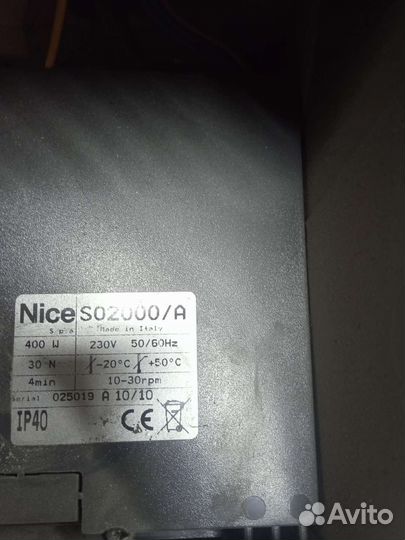 Nice SO2000/A
S.p.a. Made in Italy
400 W 230V 50/60Hz
30 N -20°C +50°C
4min 10-30rpm
serial 025019 A 10/10
IP40 CE
Avito